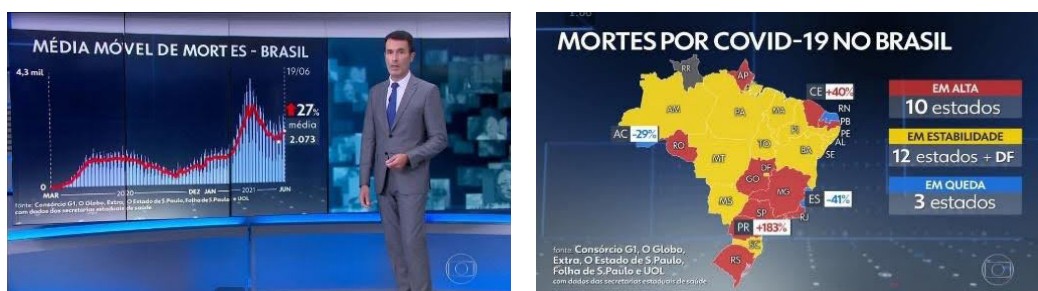 MÉDIA MÓVEL DE MORTES - BRASIL
4,3 mil
19/06
27%
média
2.073
0
MAR
2020
DEZ JAN
2021
JUN
fonte: Consórcio G1, O Globo, Extra, O Estado de S.Paulo, Folha de S.Paulo e UOL
com dados das secretarias estaduais de saúde
MORTES POR COVID-19 NO BRASIL
RR
AP
AM
PA
MA
CE +40%
RN
PB
PE
AL
SE
PI
AC -29%
RO
TO
BA
MT
DF
GO
MG
ES -41%
MS
SP
RJ
PR +183%
SC
RS
EM ALTA
10 estados
EM ESTABILIDADE
12 estados + DF
EM QUEDA
3 estados
fonte: Consórcio G1, O Globo,
Extra, O Estado de S.Paulo,
Folha de S.Paulo e UOL
com dados das secretarias estaduais de saúde